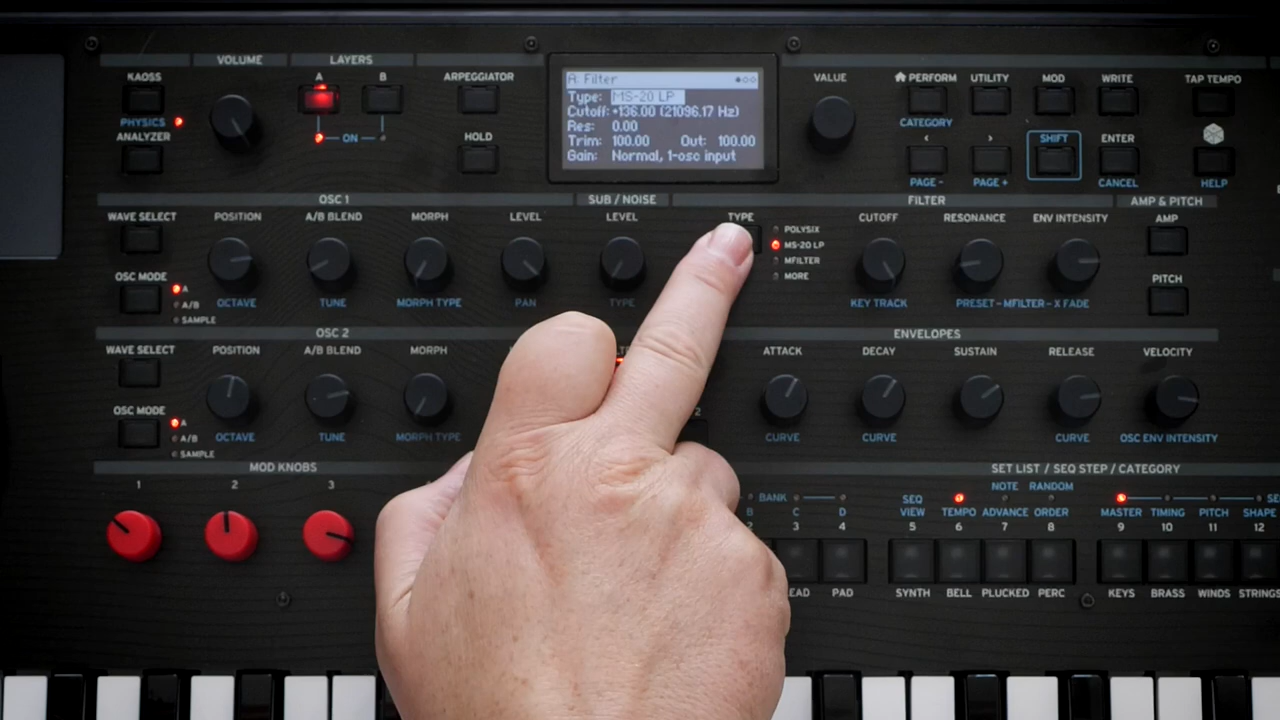 VOLUME
LAYERS
KAOSS
A
B
ARPEGGIATOR
PHYSICS
ANALYZER
ON
HOLD
A: Filter
Type: MS-20 LP
Cutoff: +136.00 (21096.17 Hz)
Res: 0.00
Trim: 100.00 Out: 100.00
Gain: Normal, 1-osc input
VALUE
PERFORM
UTILITY
MOD
WRITE
TAP TEMPO
CATEGORY
<
>
SHIFT
ENTER
PAGE -
PAGE +
CANCEL
HELP
OSC 1
SUB / NOISE
FILTER
AMP & PITCH
WAVE SELECT
POSITION
A/B BLEND
MORPH
LEVEL
LEVEL
TYPE
POLYSIX
MS-20 LP
MFILTER
MORE
CUTOFF
RESONANCE
ENV INTENSITY
AMP
OSC MODE
A
A/B
SAMPLE
PITCH
OCTAVE
TUNE
MORPH TYPE
PAN
TYPE
KEY TRACK
PRESET - MFILTER - X FADE
OSC 2
ENVELOPES
WAVE SELECT
POSITION
A/B BLEND
MORPH
ATTACK
DECAY
SUSTAIN
RELEASE
VELOCITY
OSC MODE
A
A/B
SAMPLE
OCTAVE
TUNE
MORPH TYPE
2
CURVE
CURVE
CURVE
OSC ENV INTENSITY
MOD KNOBS
SET LIST / SEQ STEP / CATEGORY
1
2
3
NOTE
RANDOM
BANK
B
C
D
SEQ
VIEW
TEMPO
ADVANCE
ORDER
MASTER
TIMING
PITCH
SHAPE
2
3
4
5
6
7
8
9
10
11
12
EAD
PAD
SYNTH
BELL
PLUCKED
PERC
KEYS
BRASS
WINDS
STRINGS